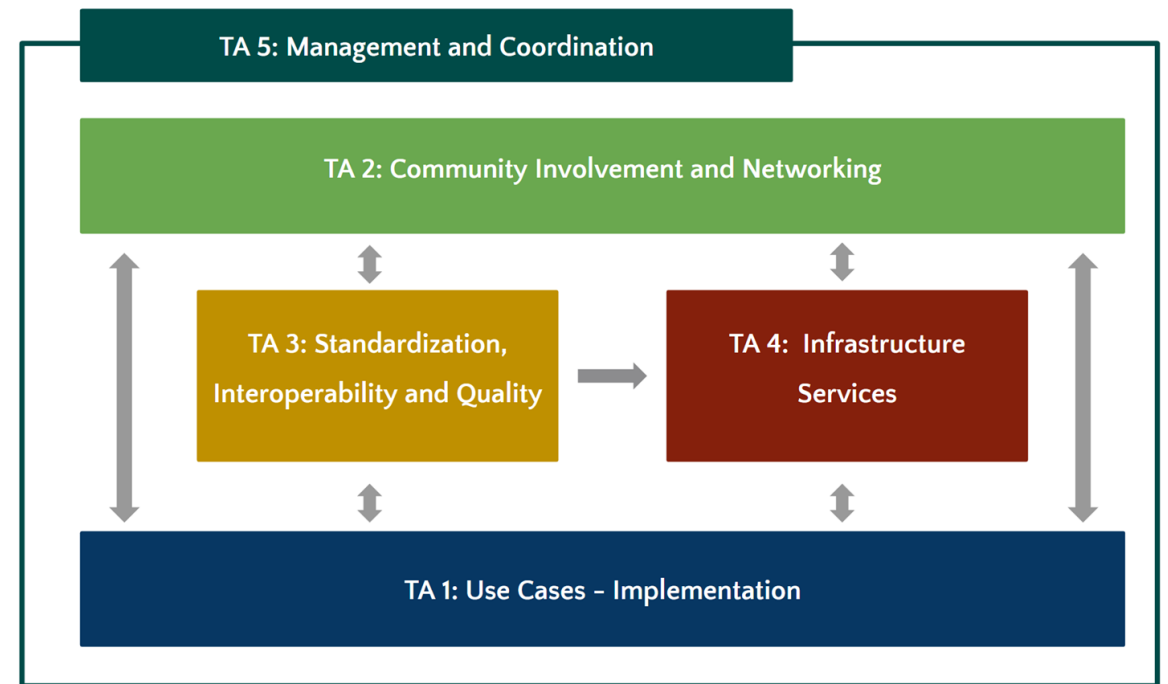 TA 5: Management and Coordination
TA 2: Community Involvement and Networking
TA 3: Standardization,
Interoperability and Quality
TA 4: Infrastructure
Services
TA 1: Use Cases - Implementation